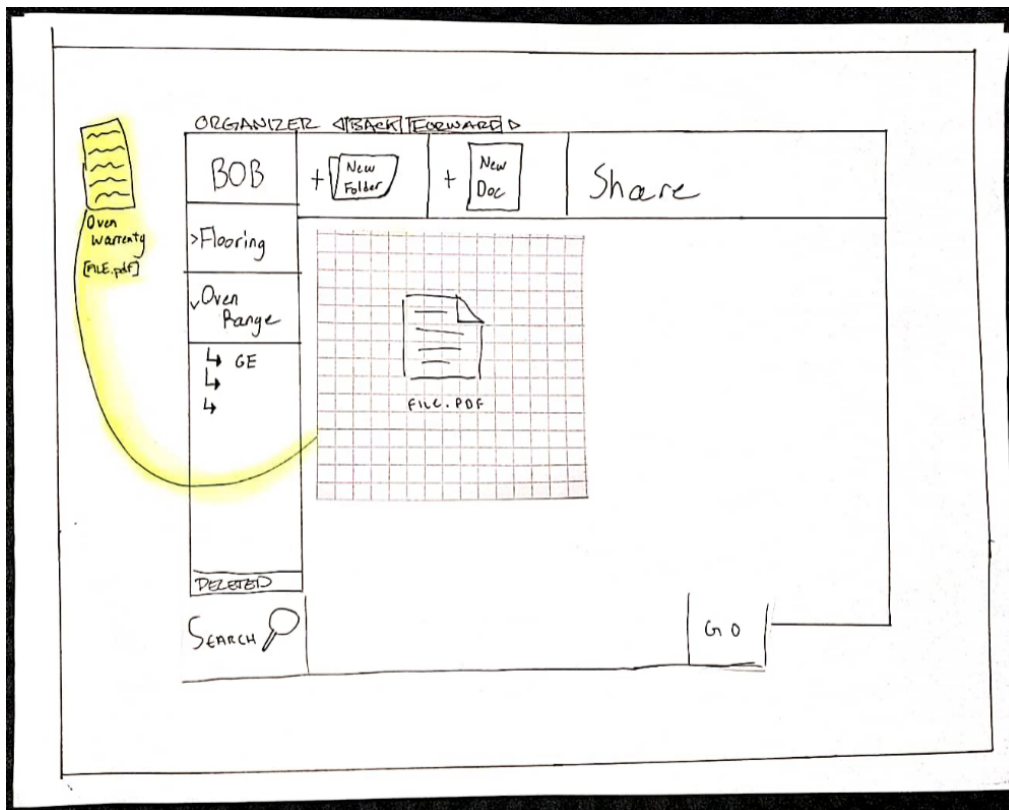 ORGANIZER BACK FORWARD
BOB
+ New
Folder
+ New
Doc
Share
Oven
Warrenty
[FILE.pdf]
>Flooring
Oven
Range
GE
FILE.PDF
DELETED
SEARCH
GO